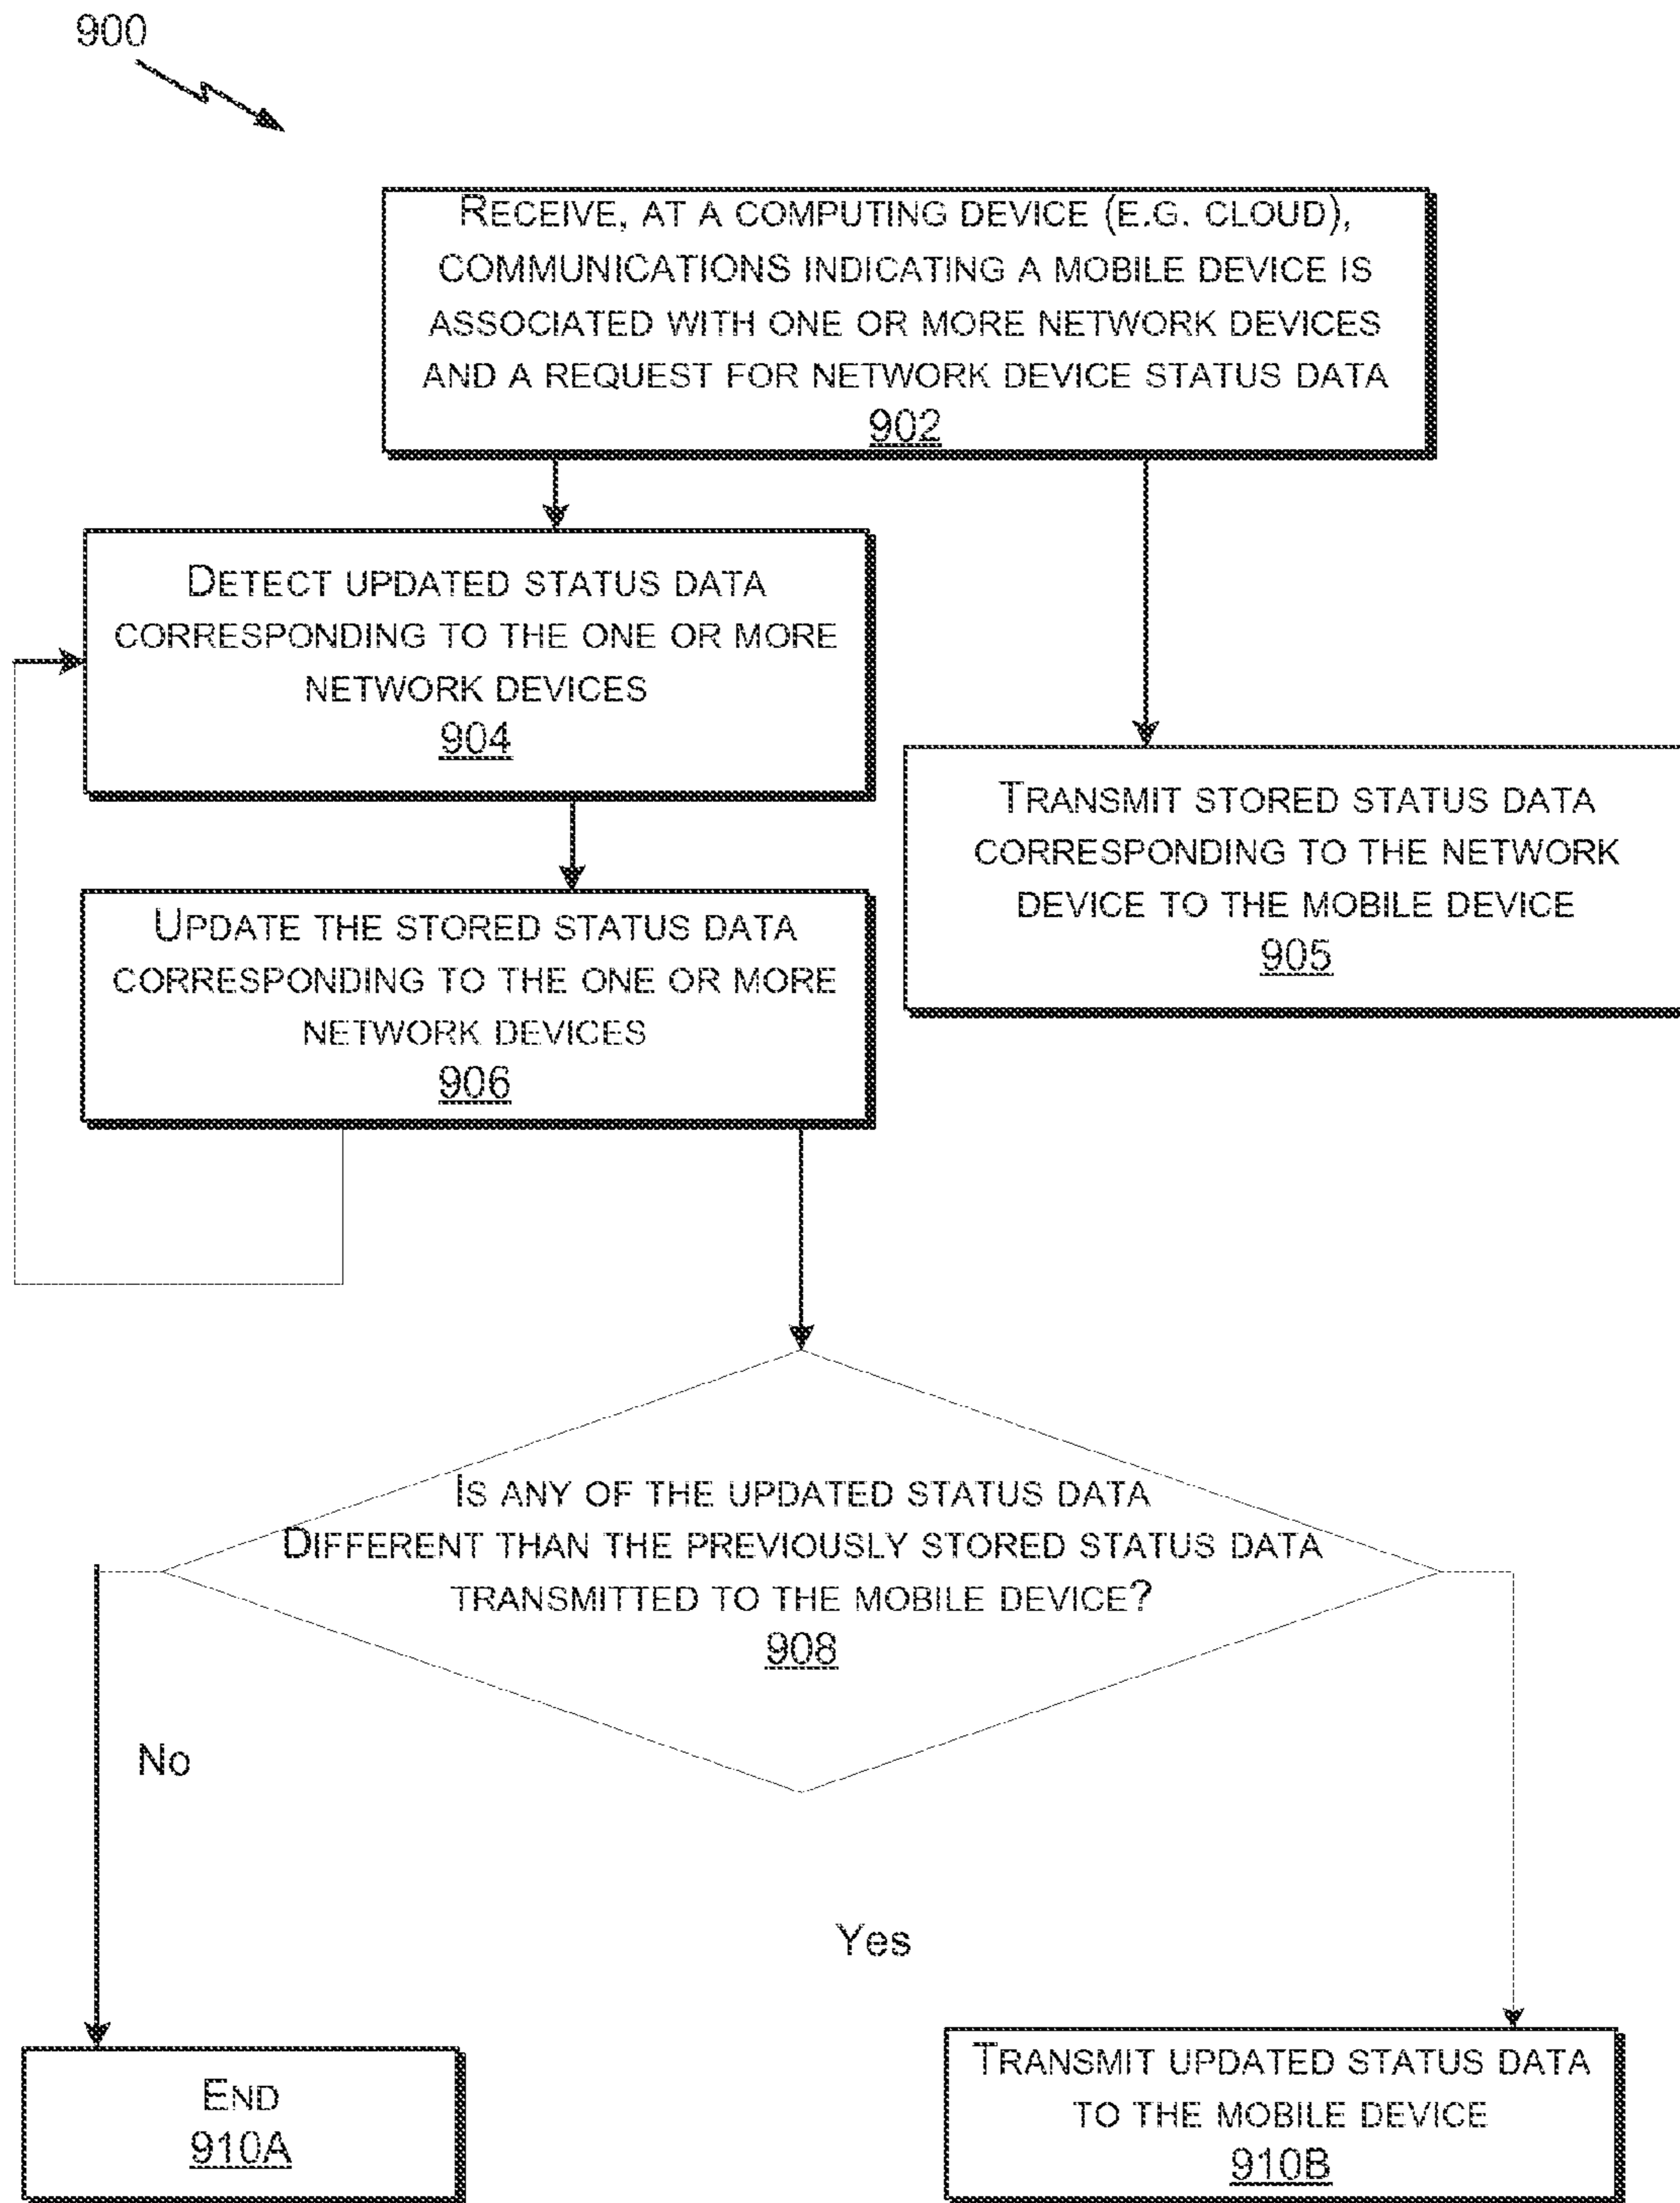 900
RECEIVE, AT A COMPUTING DEVICE (E.G. CLOUD),
COMMUNICATIONS INDICATING A MOBILE DEVICE IS
ASSOCIATED WITH ONE OR MORE NETWORK DEVICES
AND A REQUEST FOR NETWORK DEVICE STATUS DATA
902
DETECT UPDATED STATUS DATA
CORRESPONDING TO THE ONE OR MORE
NETWORK DEVICES
904
TRANSMIT STORED STATUS DATA
CORRESPONDING TO THE NETWORK
DEVICE TO THE MOBILE DEVICE
905
UPDATE THE STORED STATUS DATA
CORRESPONDING TO THE ONE OR MORE
NETWORK DEVICES
906
IS ANY OF THE UPDATED STATUS DATA
DIFFERENT THAN THE PREVIOUSLY STORED STATUS DATA
TRANSMITTED TO THE MOBILE DEVICE?
908
No
Yes
END
910A
TRANSMIT UPDATED STATUS DATA
TO THE MOBILE DEVICE
910B